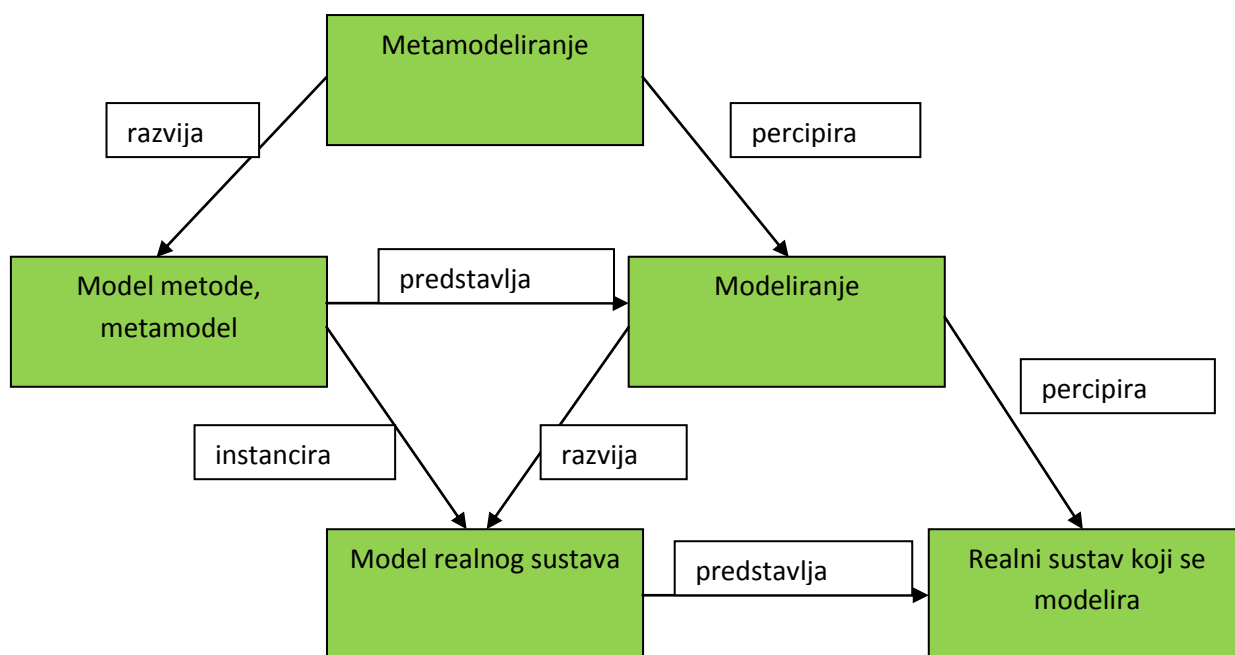 Metamodeliranje
razvija
percipira
Model metode,
metamodel
predstavlja
Modeliranje
percipira
instancira
razvija
Model realnog sustava
predstavlja
Realni sustav koji se
modelira